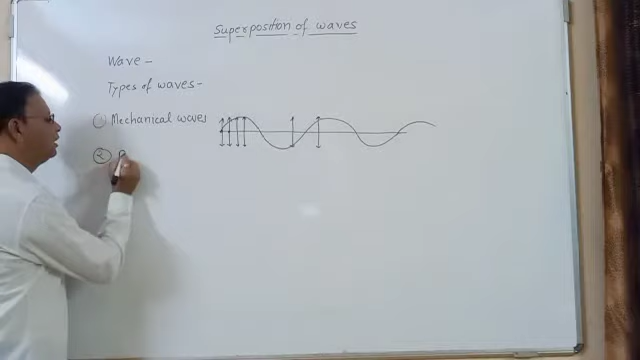 Superposition of waves
Wave -
Types of waves -
① Mechanical waves
②